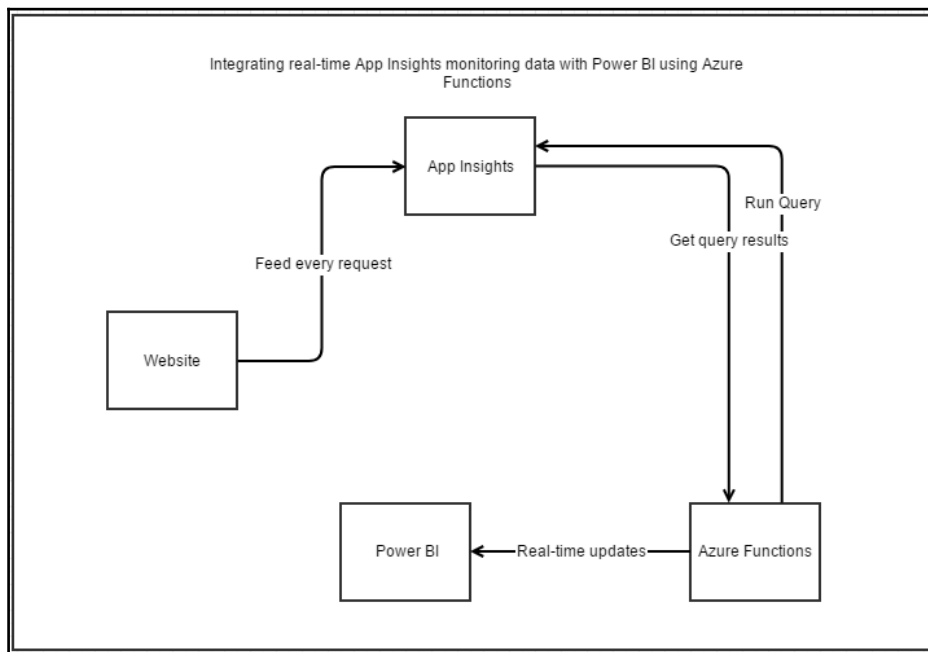 Integrating real-time App Insights monitoring data with Power BI using Azure
Functions
App Insights
Run Query
Get query results
Feed every request
Website
Power BI
Real-time updates
Azure Functions